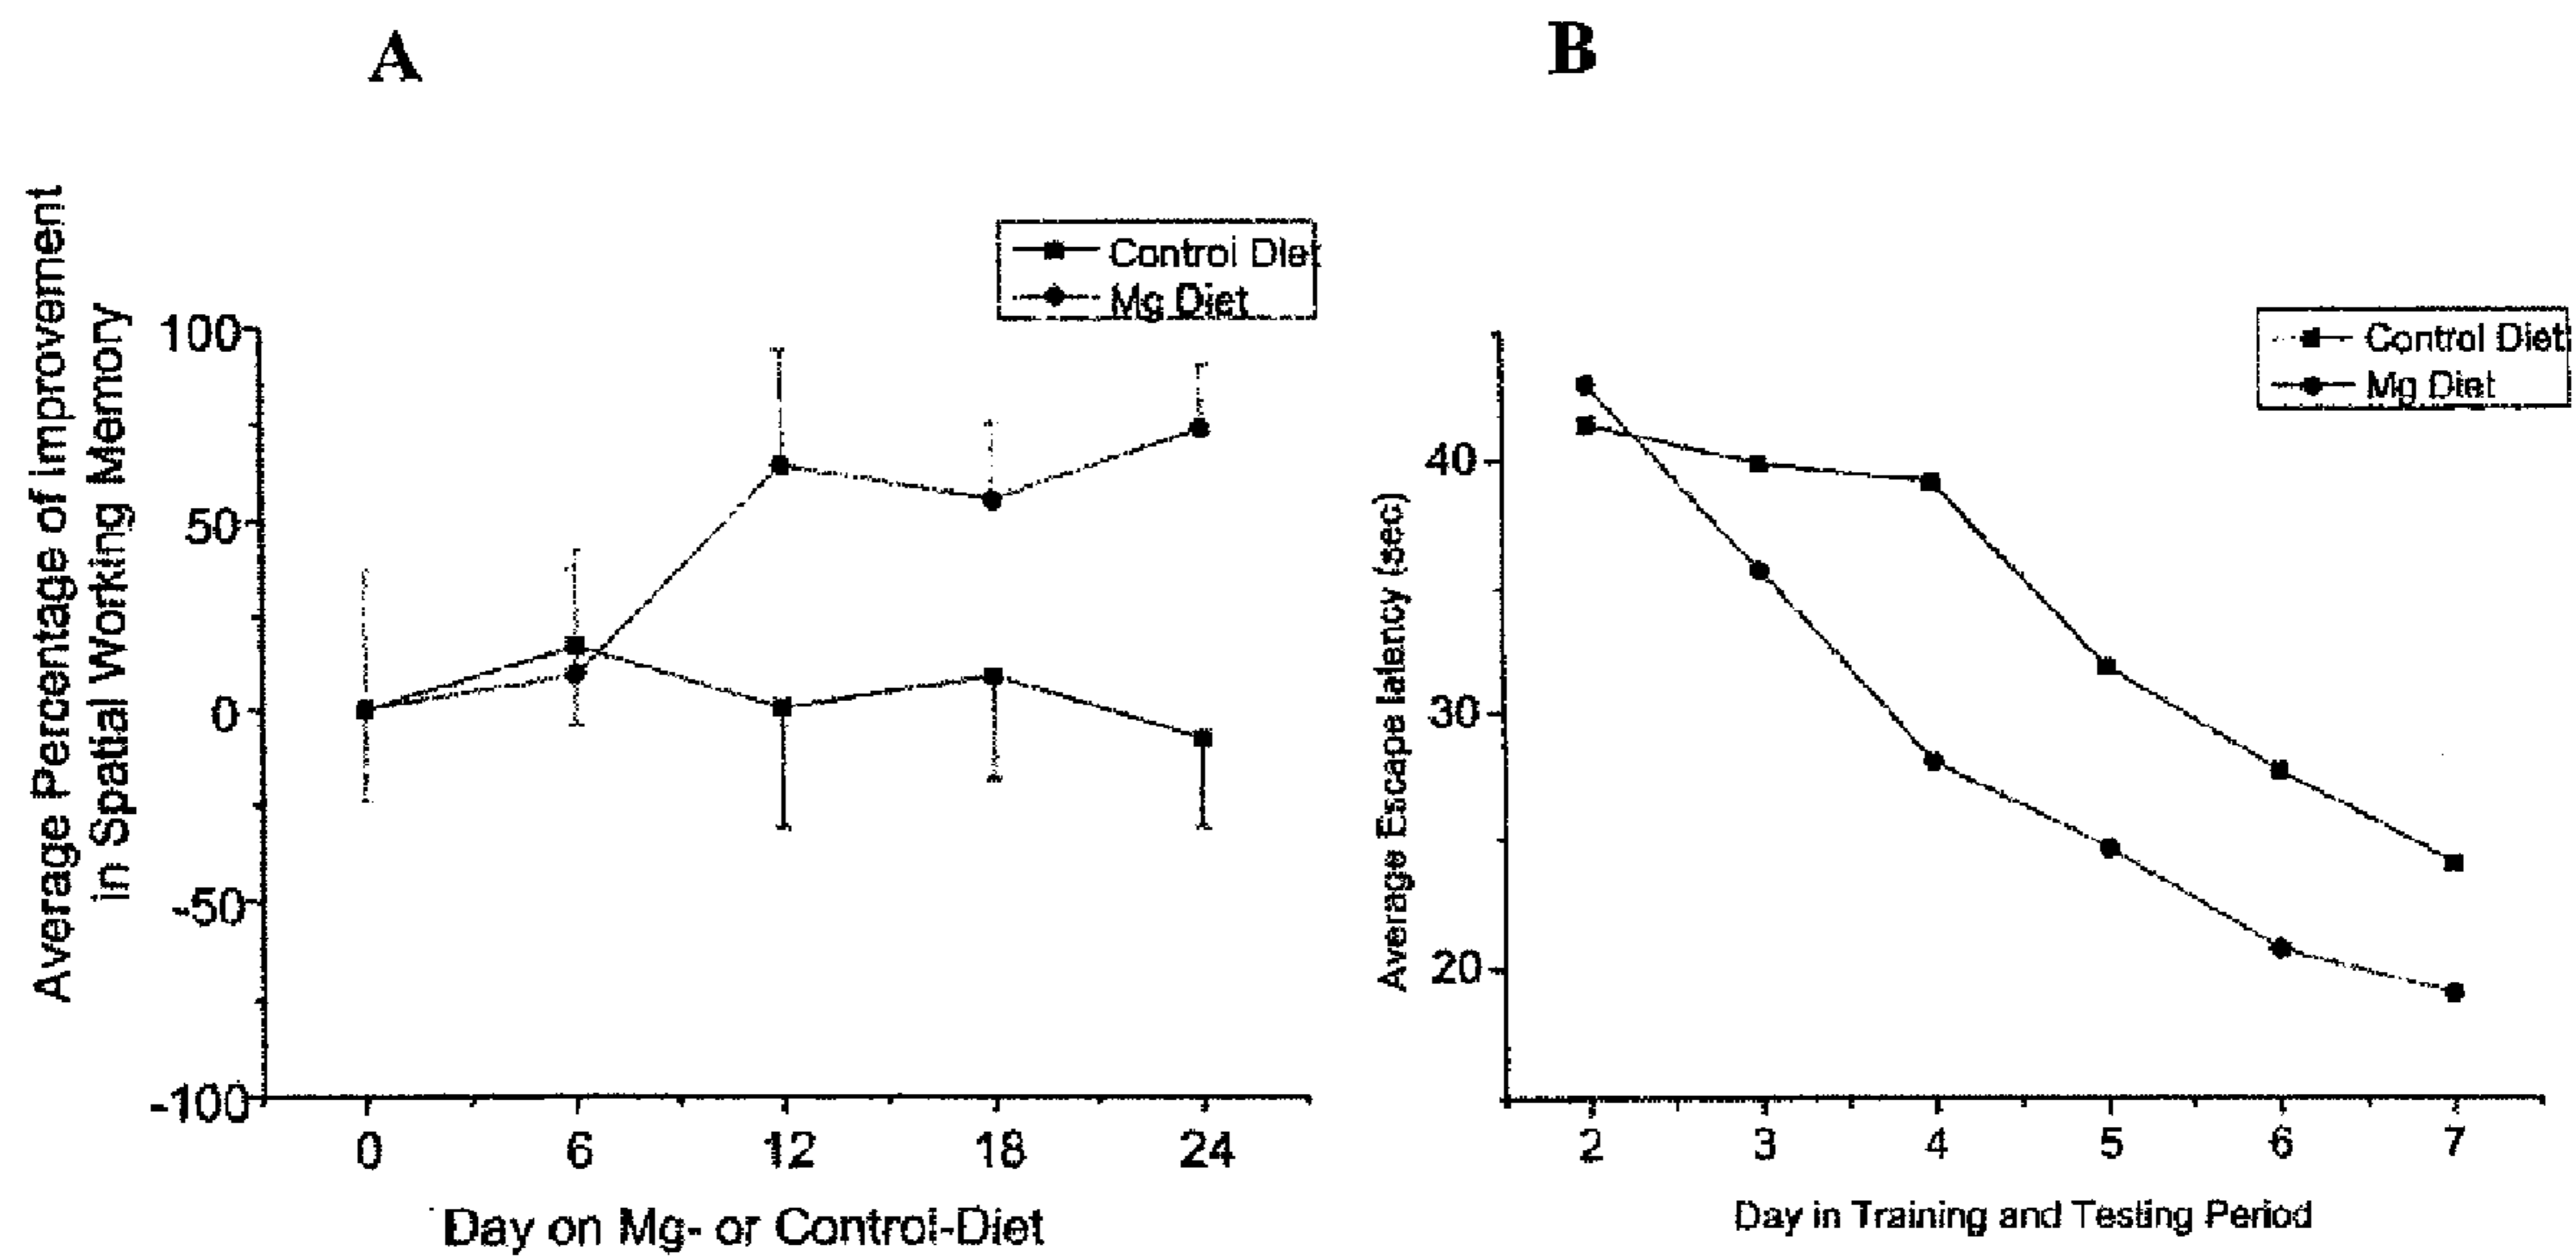 A
Average Percentage of Improvement
in Spatial Working Memory
Control Diet
Mg Diet
100
50
0
-50
-100
0 6 12 18 24
Day on Mg- or Control-Diet
B
Average Escape latency (sec)
Control Diet
Mg Diet
40
30
20
2 3 4 5 6 7
Day in Training and Testing Period